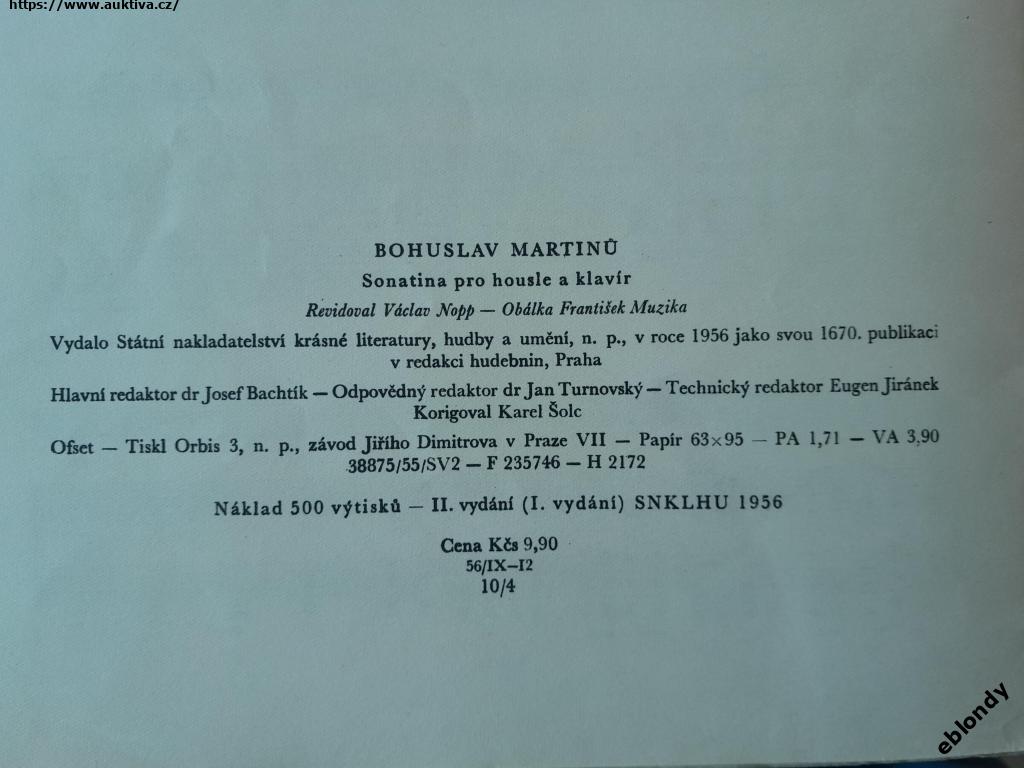 https://www.auktiva.cz/
BOHUSLAV MARTINŮ
Sonatina pro housle a klavír
Revidoval Václav Nopp — Obálka František Muzika
Vydalo Státní nakladatelství krásné literatury, hudby a umění, n. p., v roce 1956 jako svou 1670. publikaci
v redakci hudebnin, Praha
Hlavní redaktor dr Josef Bachtík — Odpovědný redaktor dr Jan Turnovský — Technický redaktor Eugen Jiránek
Korigoval Karel Šolc
Ofset — Tiskl Orbis 3, n. p., závod Jiřího Dimitrova v Praze VII — Papír 63×95 — PA 1,71 — VA 3,90
38875/55/SV2 — F 235746 — H 2172
Náklad 500 výtisků — II. vydání (I. vydání) SNKLHU 1956
Cena Kčs 9,90
56/IX–12
10/4
eblondy